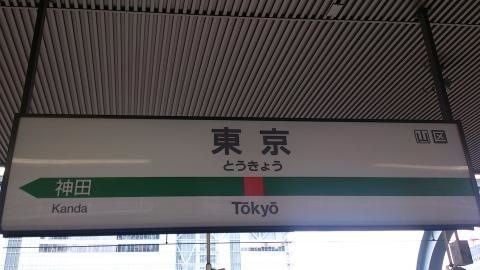 東京
山 区
とうきょう
神田
Kanda
Tōkyō